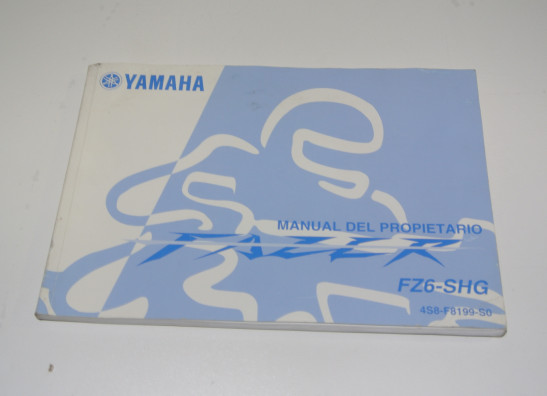 YAMAHA
MANUAL DEL PROPIETARIO
FAZER
FZ6-SHG
4S8-F8199-S0